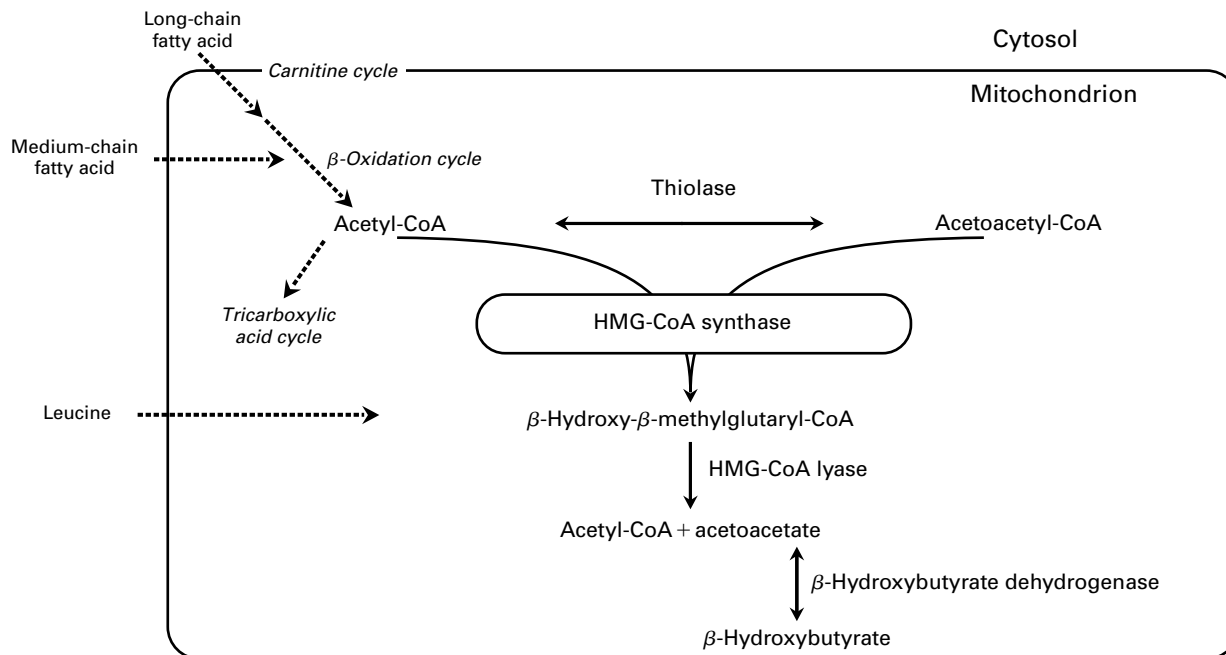 Long-chain
fatty acid
Cytosol
Carnitine cycle
Mitochondrion
Medium-chain
fatty acid
β-Oxidation cycle
Thiolase
Acetyl-CoA
Acetoacetyl-CoA
Tricarboxylic
acid cycle
HMG-CoA synthase
Leucine
β-Hydroxy-β-methylglutaryl-CoA
HMG-CoA lyase
Acetyl-CoA + acetoacetate
β-Hydroxybutyrate dehydrogenase
β-Hydroxybutyrate